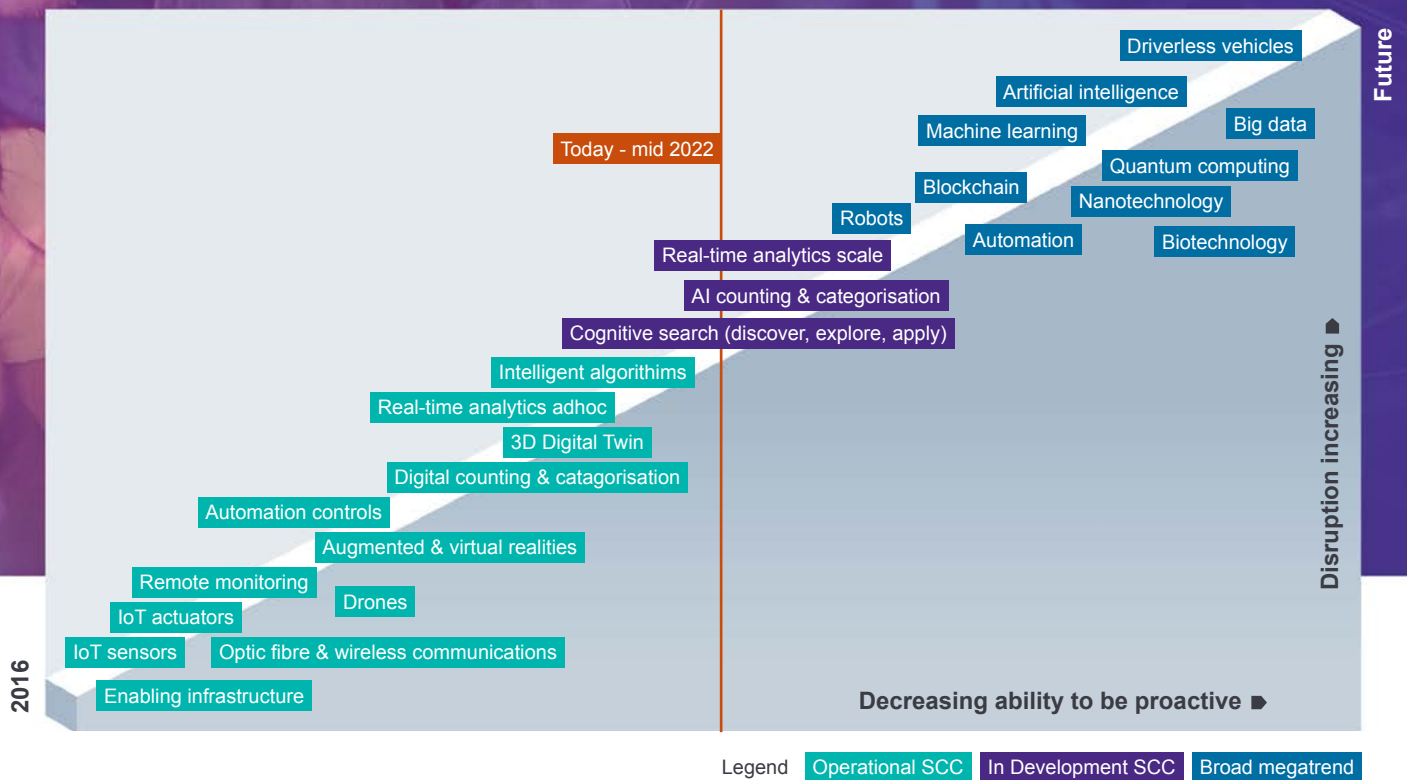 Future
Driverless vehicles
Artificial intelligence
Big data
Machine learning
Today - mid 2022
Quantum computing
Blockchain
Nanotechnology
Robots
Automation
Biotechnology
Real-time analytics scale
AI counting & categorisation
Cognitive search (discover, explore, apply)
Intelligent algorithims
Real-time analytics adhoc
3D Digital Twin
Digital counting & catagorisation
Automation controls
Augmented & virtual realities
Remote monitoring
Drones
IoT actuators
IoT sensors
Optic fibre & wireless communications
Enabling infrastructure
2016
Disruption increasing
Decreasing ability to be proactive
Legend
Operational SCC
In Development SCC
Broad megatrend